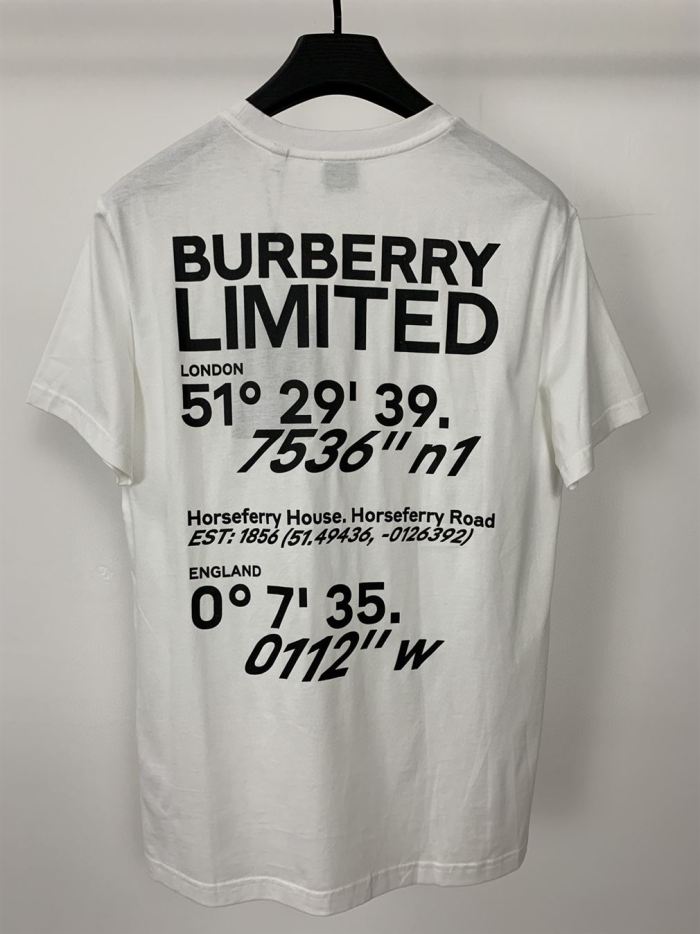 BURBERRY
LIMITED
LONDON
51° 29' 39.
7536" n1
Horseferry House. Horseferry Road
EST: 1856 (51.49436, -0126392)
ENGLAND
0° 7' 35.
0112" w